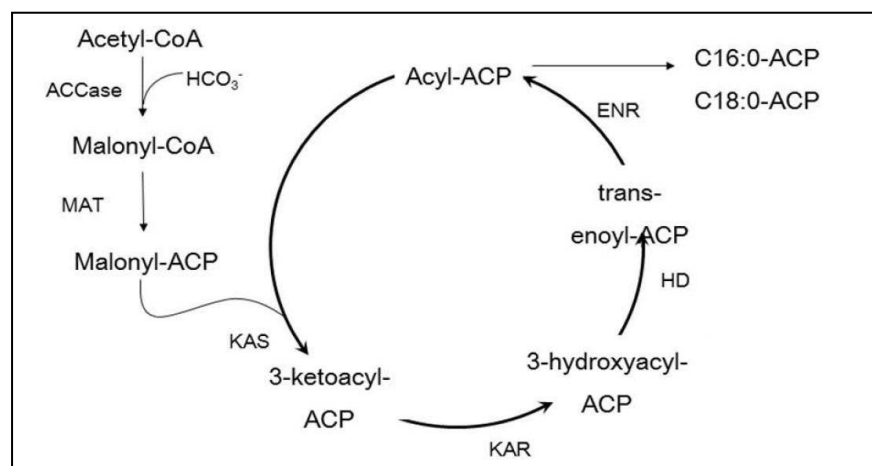 Acetyl-CoA
ACCase
HCO₃⁻
Malonyl-CoA
MAT
Malonyl-ACP
KAS
3-ketoacyl-
ACP
KAR
3-hydroxyacyl-
ACP
HD
trans-
enoyl-ACP
ENR
Acyl-ACP
C16:0-ACP
C18:0-ACP